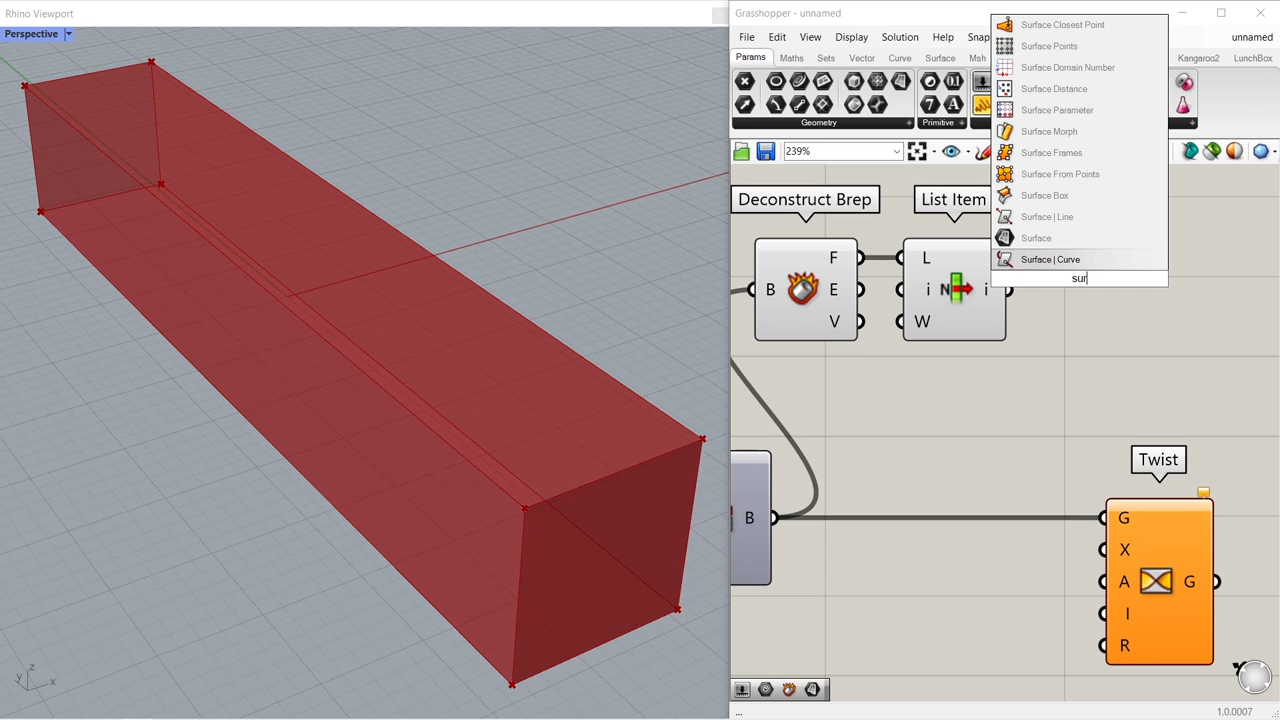 Rhino Viewport
Perspective
z
y
x
Grasshopper - unnamed
File Edit View Display Solution Help Snap
unnamed
Params Maths Sets Vector Curve Surface Msh
Kangaroo2 LunchBox
Geometry
Primitive
239%
Surface Closest Point
Surface Points
Surface Domain Number
Surface Distance
Surface Parameter
Surface Morph
Surface Frames
Surface From Points
Surface Box
Surface | Line
Surface
Surface | Curve
sur
Deconstruct Brep
List Item
B
F
E
V
L
i
W
N
i
B
Twist
G
X
A
I
R
G
...
1.0.0007